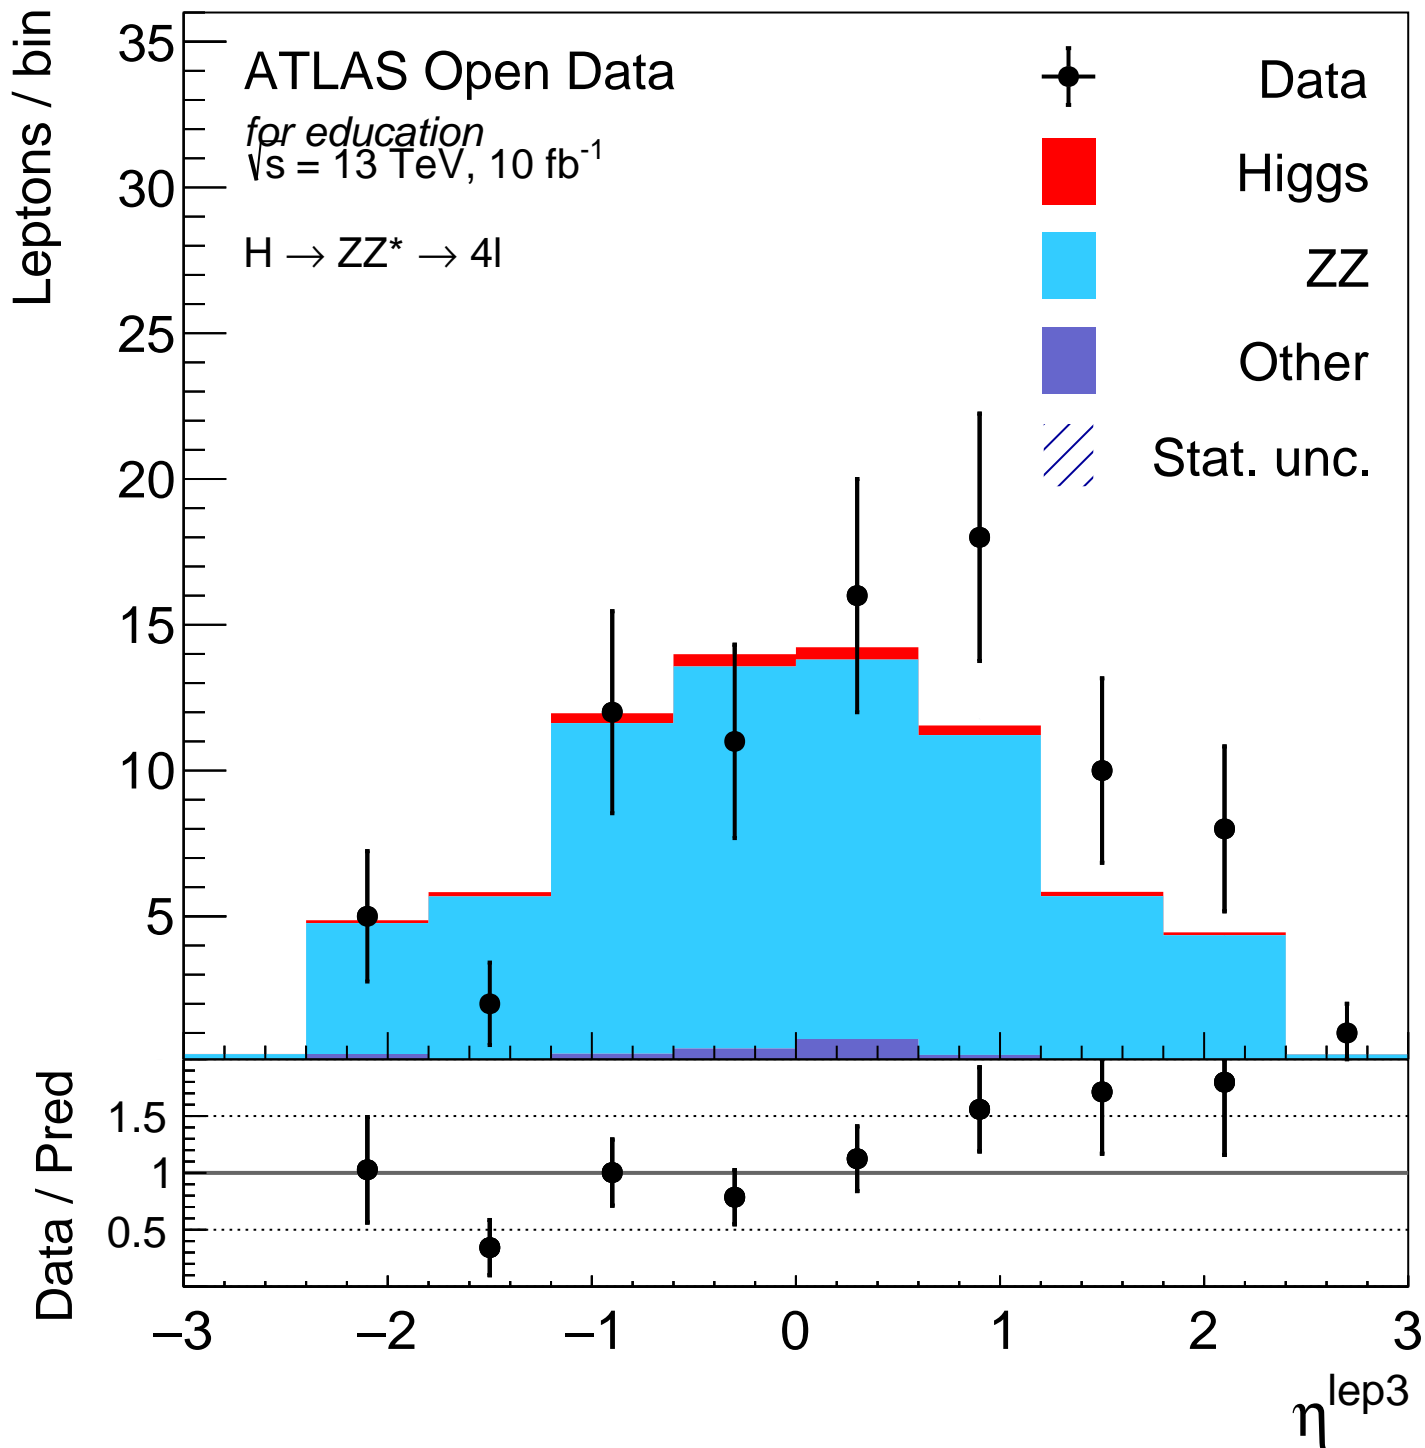 Leptons / bin
35
30
25
20
15
10
5
ATLAS Open Data
for education
√s = 13 TeV, 10 fb⁻¹
H → ZZ* → 4l
Data
Higgs
ZZ
Other
Stat. unc.
Data / Pred
1.5
1
0.5
−3 −2 −1 0 1 2 3
η^lep3